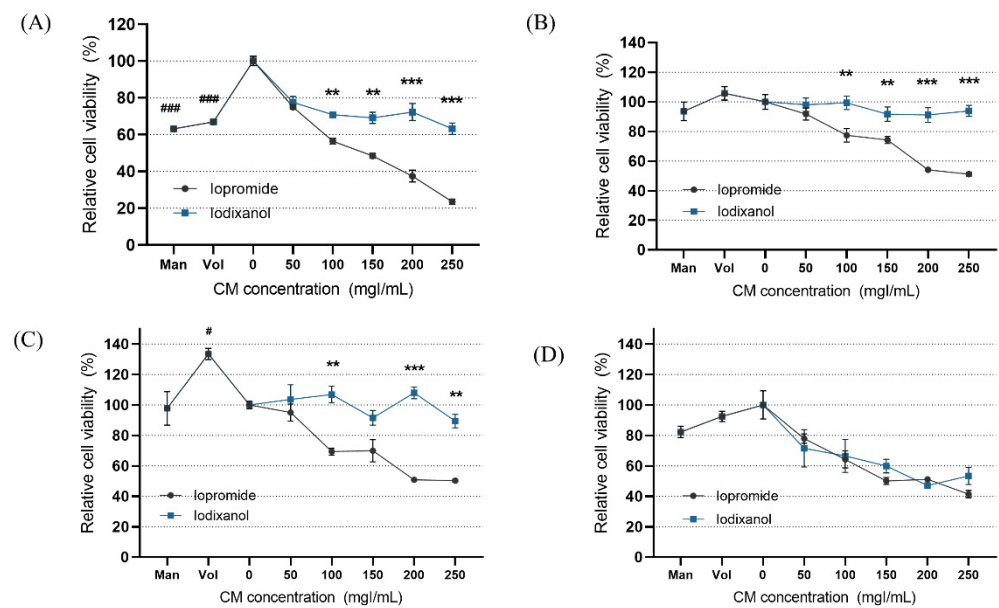 (A)
Relative cell viability (%)
120
100
80
60
40
20
0
###
###
**
**
***
***
Iopromide
Iodixanol
Man Vol 0 50 100 150 200 250
CM concentration (mgI/mL)
(B)
Relative cell viability (%)
140
120
100
80
60
40
20
0
**
**
***
***
Iopromide
Iodixanol
Man Vol 0 50 100 150 200 250
CM concentration (mgI/mL)
(C)
Relative cell viability (%)
140
120
100
80
60
40
20
0
#
**
***
**
Iopromide
Iodixanol
Man Vol 0 50 100 150 200 250
CM concentration (mgI/mL)
(D)
Relative cell viability (%)
140
120
100
80
60
40
20
0
Iopromide
Iodixanol
Man Vol 0 50 100 150 200 250
CM concentration (mgI/mL)